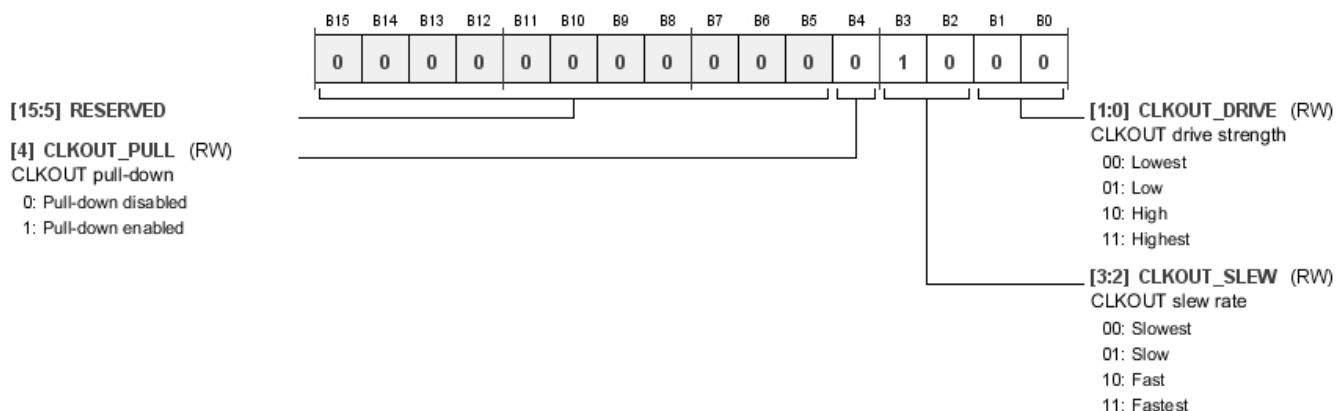 B15 B14 B13 B12 B11 B10 B9 B8 B7 B6 B5 B4 B3 B2 B1 B0
0 0 0 0 0 0 0 0 0 0 0 0 1 0 0 0
[15:5] RESERVED
[4] CLKOUT_PULL (RW)
CLKOUT pull-down
0: Pull-down disabled
1: Pull-down enabled
[1:0] CLKOUT_DRIVE (RW)
CLKOUT drive strength
00: Lowest
01: Low
10: High
11: Highest
[3:2] CLKOUT_SLEW (RW)
CLKOUT slew rate
00: Slowest
01: Slow
10: Fast
11: Fastest